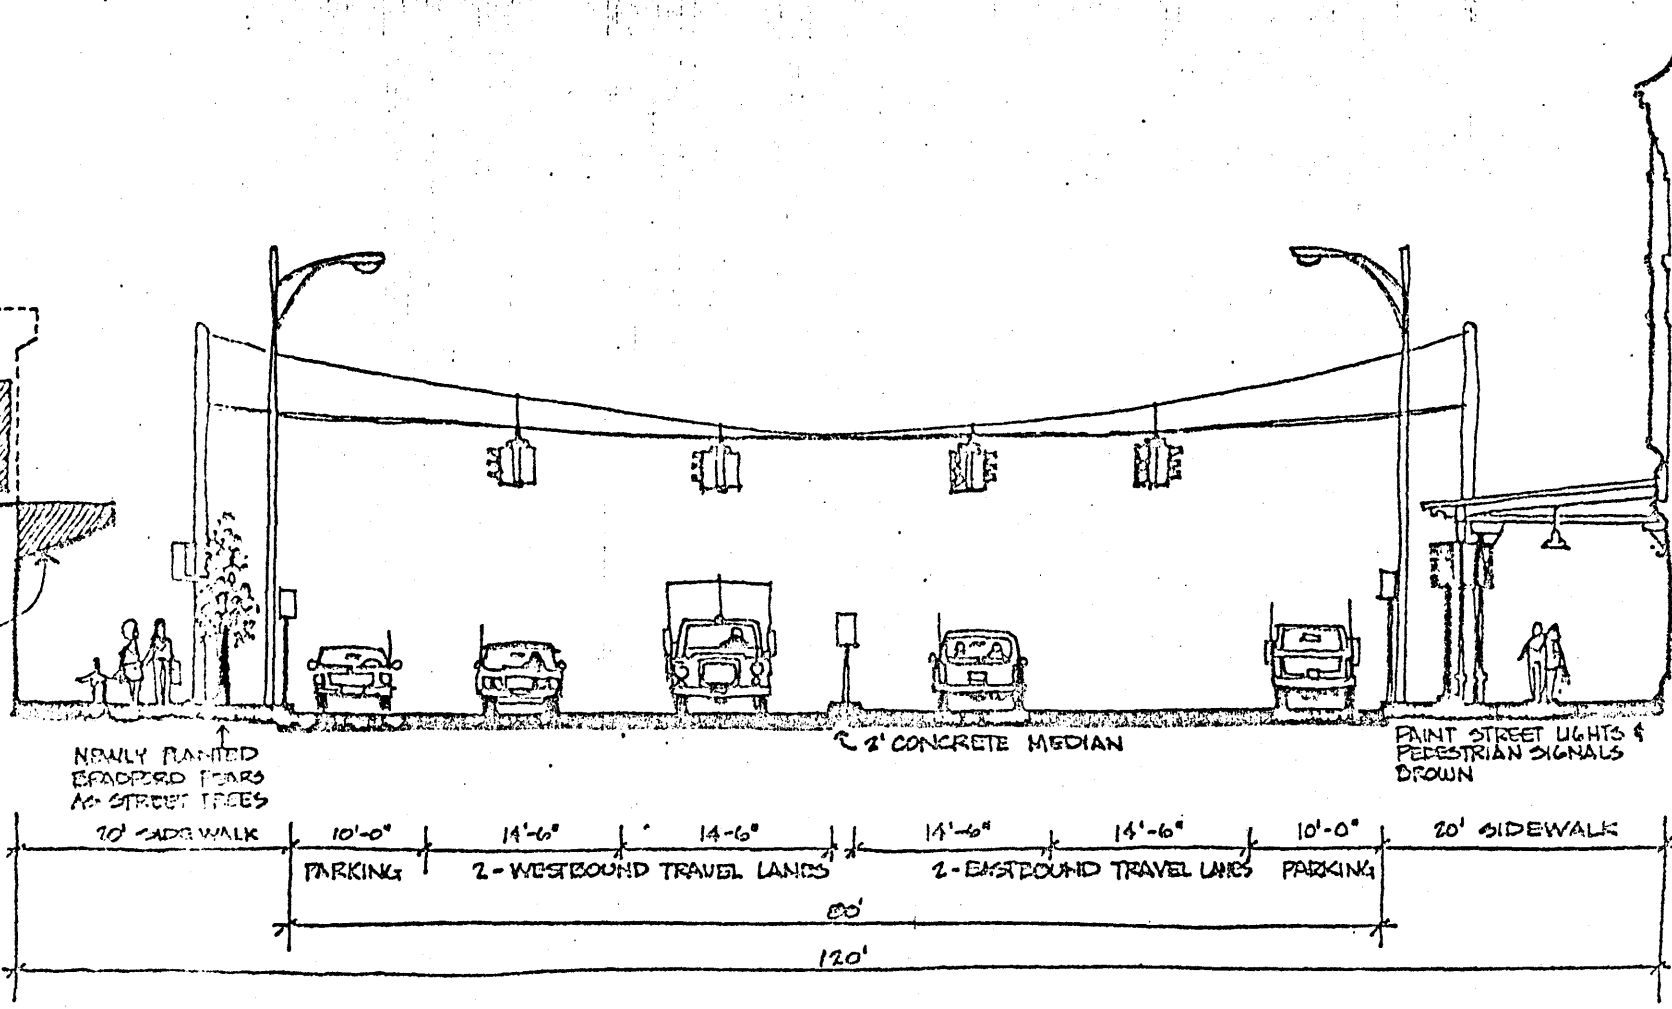 NEWLY PLANTED
BRADFORD PEARS
AS STREET TREES
2' CONCRETE MEDIAN
PAINT STREET LIGHTS &
PEDESTRIAN SIGNALS
BROWN
20' SIDEWALK
10'-0"
14'-6"
14-6"
14'-6"
14'-6"
10'-0"
20' SIDEWALK
PARKING
2-WESTBOUND TRAVEL LANES
2-EASTBOUND TRAVEL LANES
PARKING
80'
120'